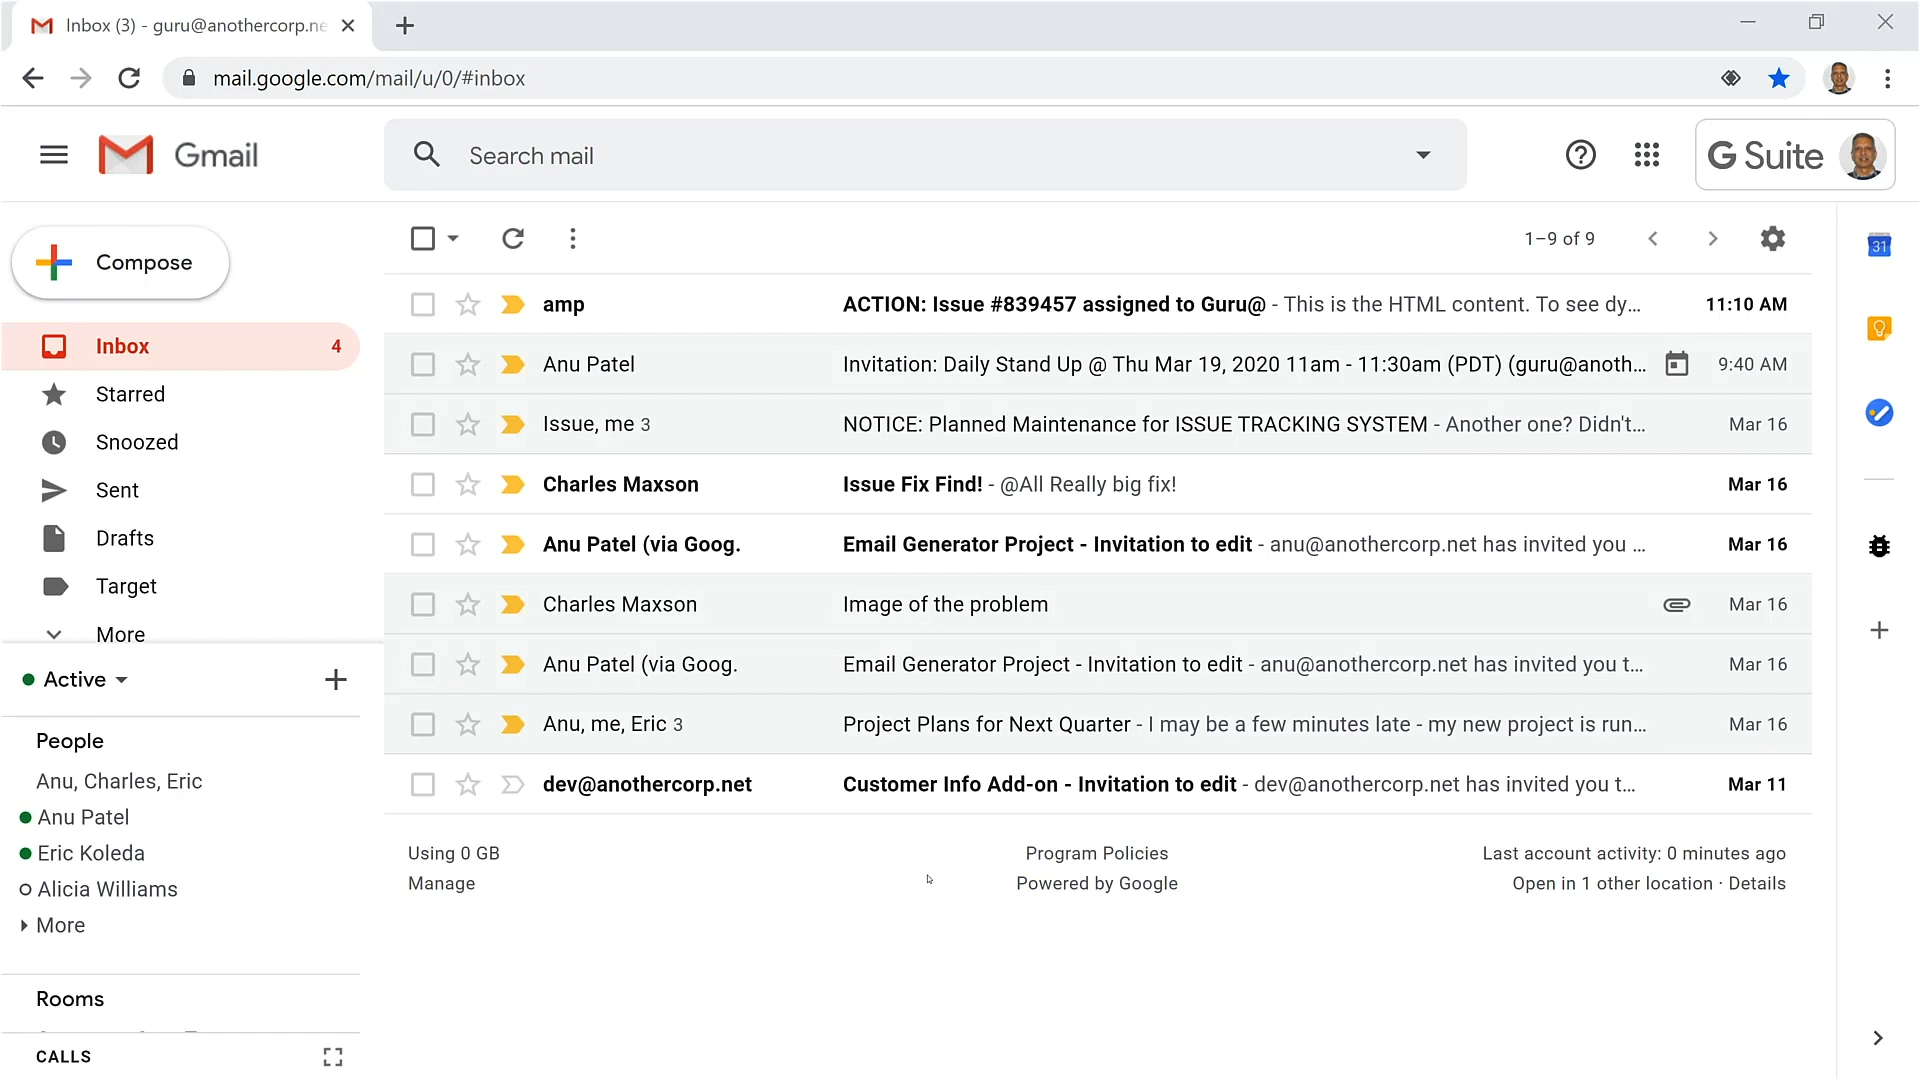 Inbox (3) - guru@anothercorp.ne
mail.google.com/mail/u/0/#inbox
Gmail
Search mail
G Suite
Compose
1–9 of 9
31
Inbox 4
Starred
Snoozed
Sent
Drafts
Target
More
amp ACTION: Issue #839457 assigned to Guru@ - This is the HTML content. To see dy... 11:10 AM
Anu Patel Invitation: Daily Stand Up @ Thu Mar 19, 2020 11am - 11:30am (PDT) (guru@anoth... 9:40 AM
Issue, me 3 NOTICE: Planned Maintenance for ISSUE TRACKING SYSTEM - Another one? Didn't... Mar 16
Charles Maxson Issue Fix Find! - @All Really big fix! Mar 16
Anu Patel (via Goog. Email Generator Project - Invitation to edit - anu@anothercorp.net has invited you ... Mar 16
Charles Maxson Image of the problem Mar 16
Anu Patel (via Goog. Email Generator Project - Invitation to edit - anu@anothercorp.net has invited you t... Mar 16
Anu, me, Eric 3 Project Plans for Next Quarter - I may be a few minutes late - my new project is run... Mar 16
dev@anothercorp.net Customer Info Add-on - Invitation to edit - dev@anothercorp.net has invited you t... Mar 11
Active
People
Anu, Charles, Eric
Anu Patel
Eric Koleda
Alicia Williams
More
Rooms
CALLS
Using 0 GB
Manage
Program Policies
Powered by Google
Last account activity: 0 minutes ago
Open in 1 other location · Details